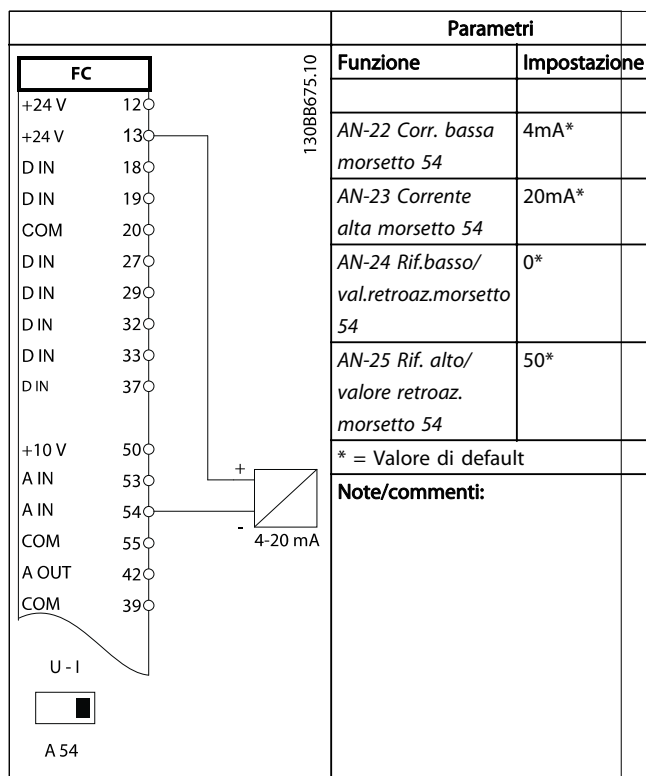 Parametri
FC
130BB675.10
Funzione Impostazione
+24 V 12
+24 V 13
D IN 18
D IN 19
COM 20
D IN 27
D IN 29
D IN 32
D IN 33
D IN 37
+10 V 50
A IN 53
A IN 54
COM 55
A OUT 42
COM 39
+
-
4-20 mA
U - I
A 54
AN-22 Corr. bassa
morsetto 54
4mA*
AN-23 Corrente
alta morsetto 54
20mA*
AN-24 Rif.basso/
val.retroaz.morsetto
54
0*
AN-25 Rif. alto/
valore retroaz.
morsetto 54
50*
* = Valore di default
Note/commenti: